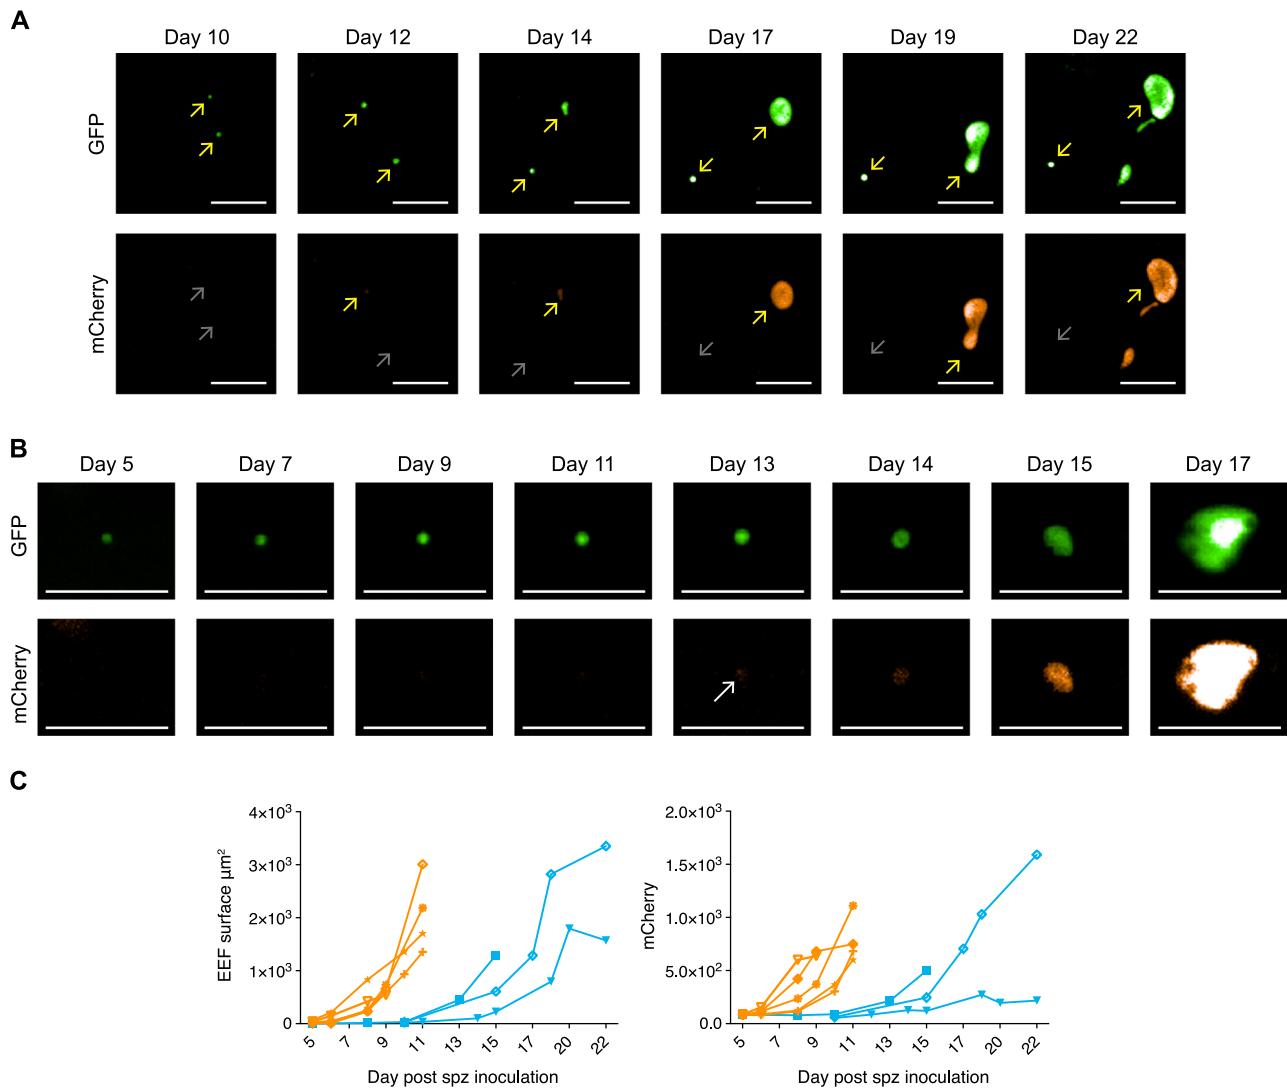 A
Day 10 Day 12 Day 14 Day 17 Day 19 Day 22
GFP
mCherry
B
Day 5 Day 7 Day 9 Day 11 Day 13 Day 14 Day 15 Day 17
GFP
mCherry
C
EEF surface µm²
4×10³
3×10³
2×10³
1×10³
0
5 7 9 11 13 15 17 20 22
Day post spz inoculation
mCherry
2.0×10³
1.5×10³
1.0×10³
5.0×10²
0.0
5 7 9 11 13 15 17 20 22
Day post spz inoculation